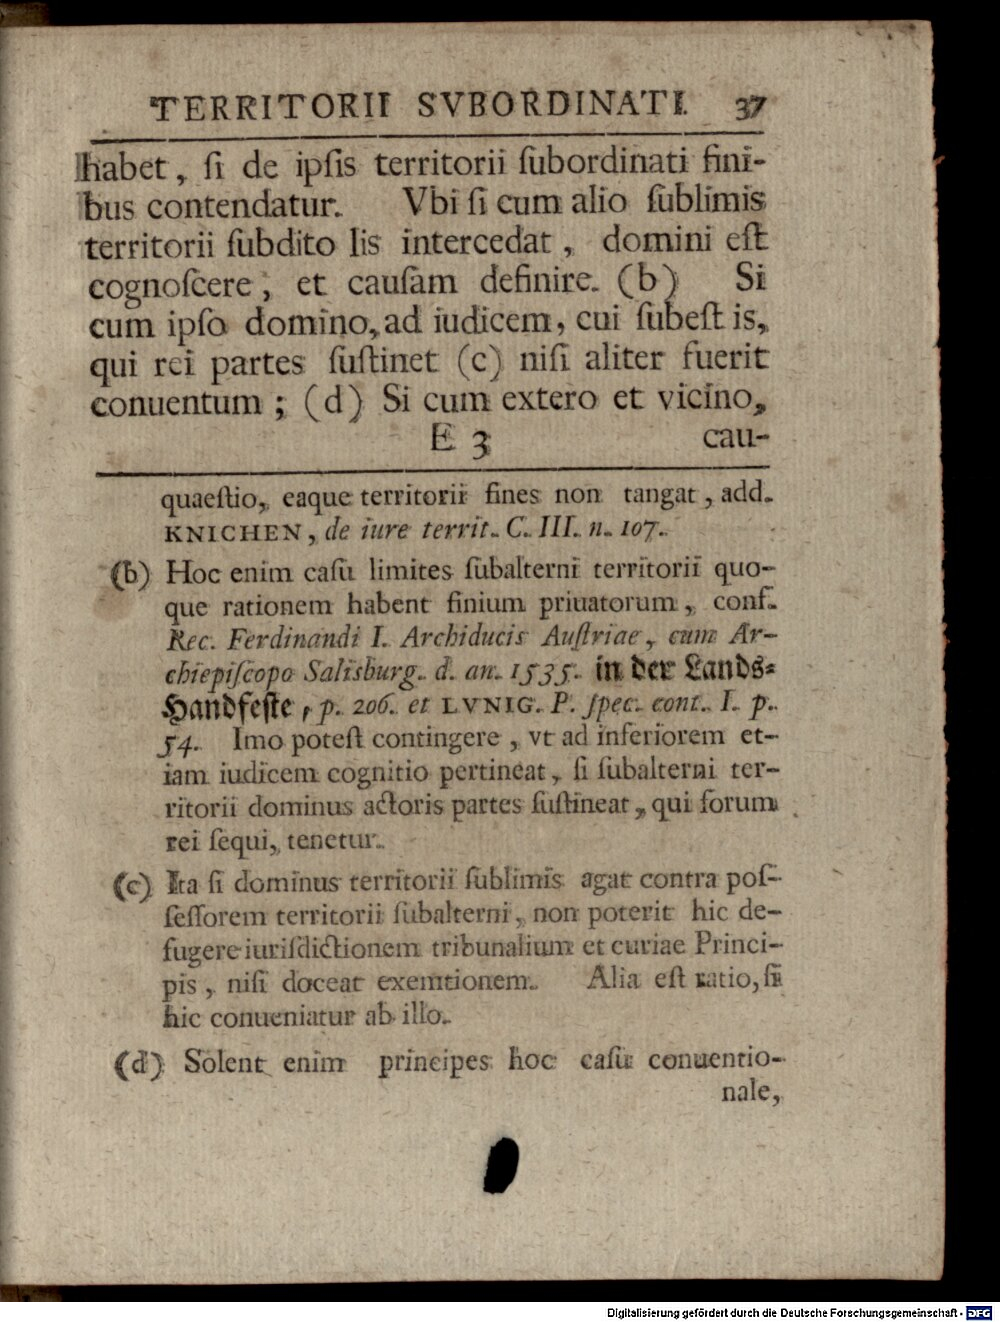 TERRITORII SVBORDINATI. 37
habet, ſi de ipſis territorii ſubordinati fini-
bus contendatur. Vbi ſi cum alio ſublimis
territorii ſubdito lis intercedat, domini eſt
cognoſcere, et cauſam definire. (b) Si
cum ipſo domino, ad iudicem, cui ſubeſt is,
qui rei partes ſuſtinet (c) niſi aliter fuerit
conuentum; (d) Si cum extero et vicino,
E 3 cau-
quaeſtio, eaque territorii fines non tangat, add.
KNICHEN, de iure territ. C. III. n. 107.
(b) Hoc enim caſu limites ſubalterni territorii quo-
que rationem habent finium priuatorum, conf.
Rec. Ferdinandi I. Archiducis Auſtriae, cum Ar-
chiepiſcopo Salisburg. d. an. 1535. in der Lands-
Handfeſte, p. 206. et LVNIG. P. ſpec. cont. I. p.
54. Imo poteſt contingere, vt ad inferiorem et-
iam iudicem cognitio pertineat, ſi ſubalterni ter-
ritorii dominus actoris partes ſuſtineat, qui forum
rei ſequi, tenetur.
(c) Ita ſi dominus territorii ſublimis agat contra poſ-
ſeſſorem territorii ſubalterni, non poterit hic de-
fugere iurisdictionem tribunalium et curiae Princi-
pis, niſi doceat exemtionem. Alia eſt ratio, ſi
hic conueniatur ab illo.
(d) Solent enim principes hoc caſu conuentio-
nale,
Digitalisierung gefördert durch die Deutsche Forschungsgemeinschaft - DFG